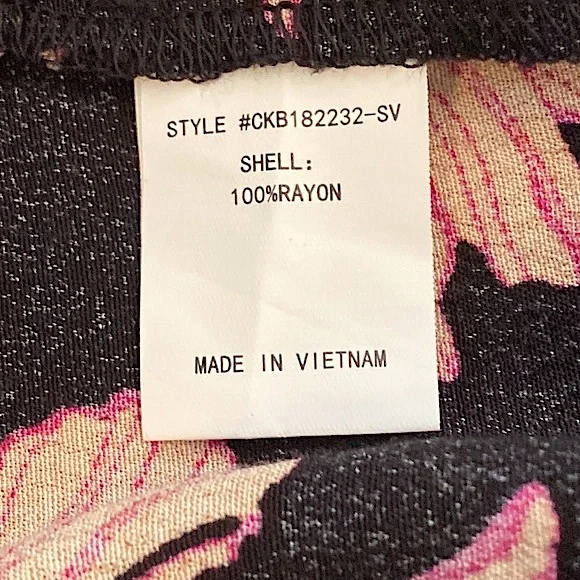 STYLE #CKB182232-SV
SHELL:
100%RAYON
MADE IN VIETNAM